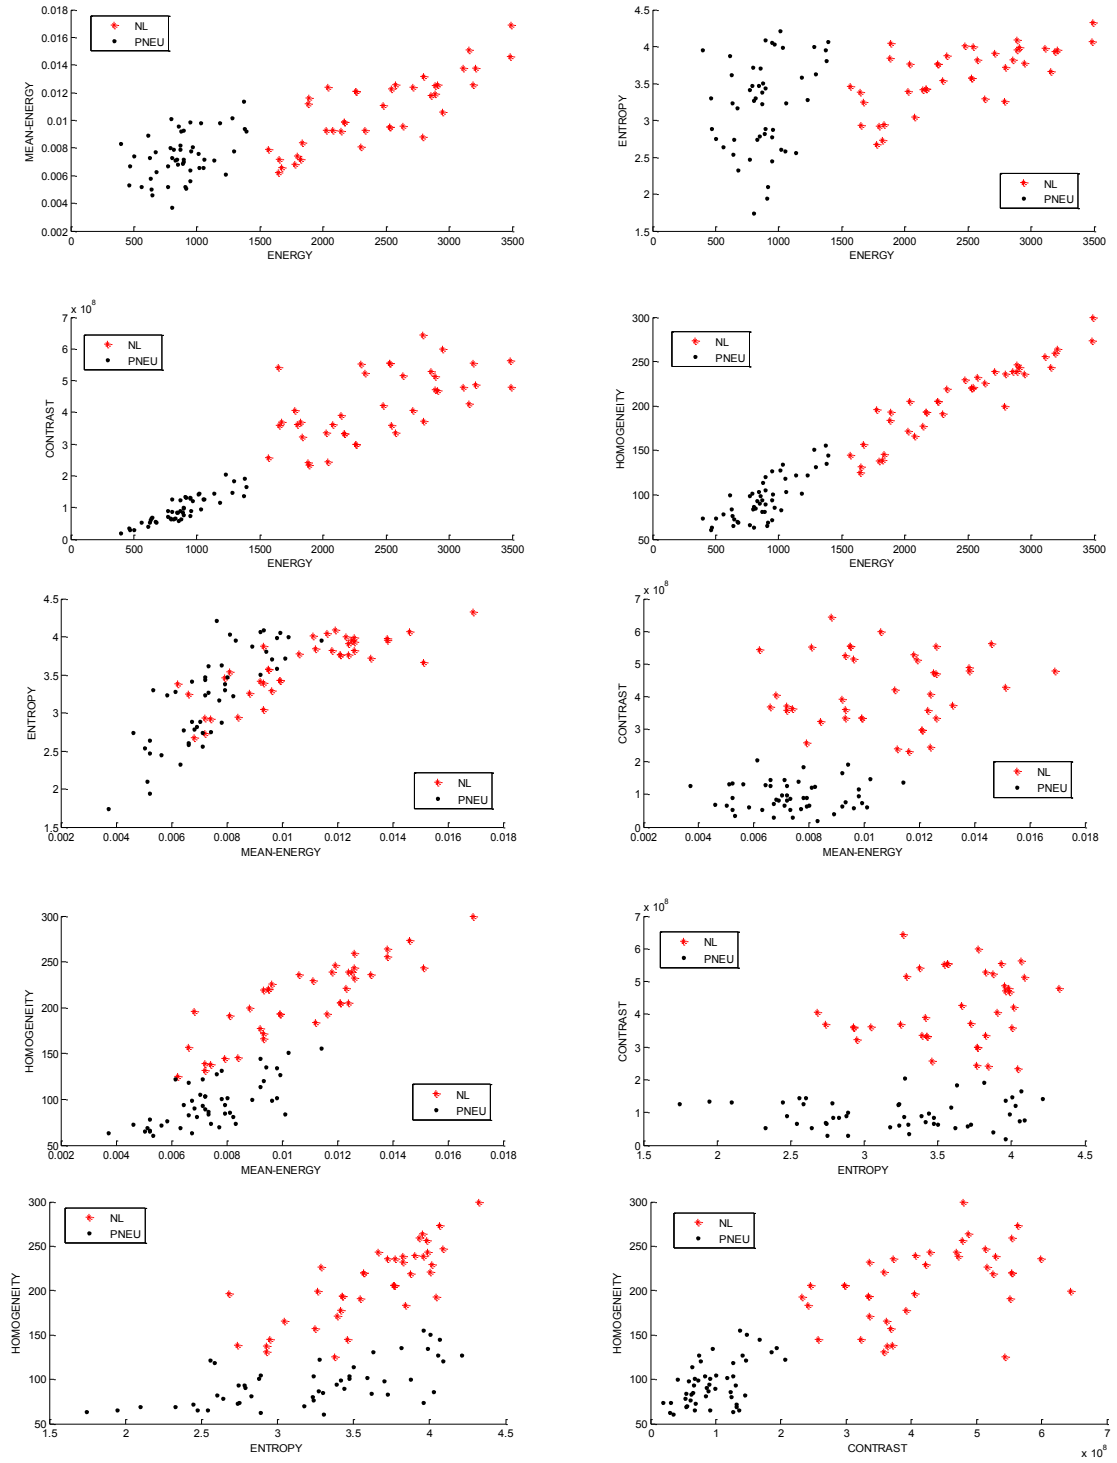 0.018
0.016
0.014
0.012
0.01
0.008
0.006
0.004
0.002
MEAN-ENERGY
NL
PNEU
0 500 1000 1500 2000 2500 3000 3500
ENERGY
4.5
4
3.5
3
2.5
2
1.5
ENTROPY
NL
PNEU
0 500 1000 1500 2000 2500 3000 3500
ENERGY
x 10^8
7
6
5
4
3
2
1
0
CONTRAST
NL
PNEU
0 500 1000 1500 2000 2500 3000 3500
ENERGY
300
250
200
150
100
50
HOMOGENEITY
NL
PNEU
0 500 1000 1500 2000 2500 3000 3500
ENERGY
4.5
4
3.5
3
2.5
2
1.5
ENTROPY
NL
PNEU
0.002 0.004 0.006 0.008 0.01 0.012 0.014 0.016 0.018
MEAN-ENERGY
x 10^8
7
6
5
4
3
2
1
0
CONTRAST
NL
PNEU
0.002 0.004 0.006 0.008 0.01 0.012 0.014 0.016 0.018
MEAN-ENERGY
300
250
200
150
100
50
HOMOGENEITY
NL
PNEU
0.002 0.004 0.006 0.008 0.01 0.012 0.014 0.016 0.018
MEAN-ENERGY
x 10^8
7
6
5
4
3
2
1
0
CONTRAST
NL
PNEU
1.5 2 2.5 3 3.5 4 4.5
ENTROPY
300
250
200
150
100
50
HOMOGENEITY
NL
PNEU
1.5 2 2.5 3 3.5 4 4.5
ENTROPY
300
250
200
150
100
50
HOMOGENEITY
NL
PNEU
0 1 2 3 4 5 6 7
CONTRAST
x 10^8